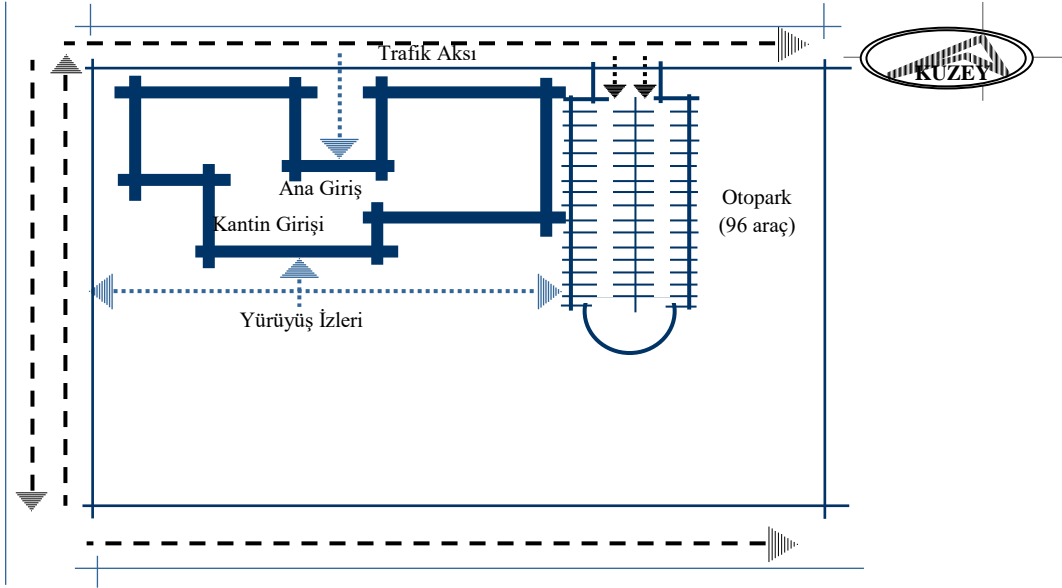 Trafik Aksı
KUZEY
Ana Giriş
Otopark
(96 araç)
Kantin Girişi
Yürüyüş İzleri